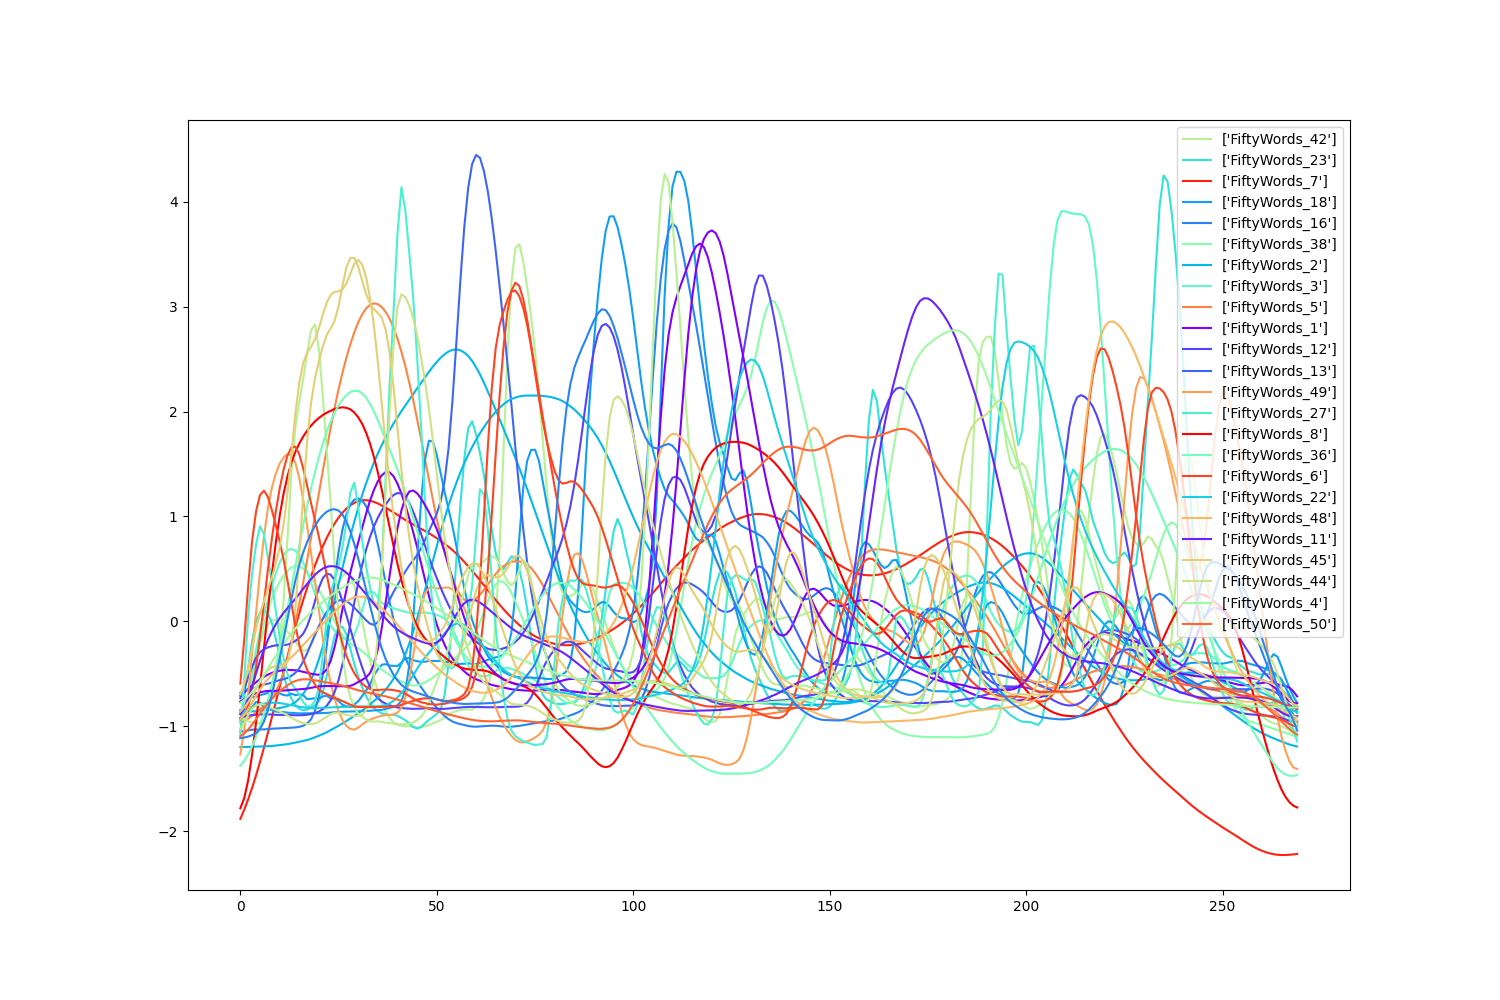 ['FiftyWords_42']
['FiftyWords_23']
['FiftyWords_7']
['FiftyWords_18']
['FiftyWords_16']
['FiftyWords_38']
['FiftyWords_2']
['FiftyWords_3']
['FiftyWords_5']
['FiftyWords_1']
['FiftyWords_12']
['FiftyWords_13']
['FiftyWords_49']
['FiftyWords_27']
['FiftyWords_8']
['FiftyWords_36']
['FiftyWords_6']
['FiftyWords_22']
['FiftyWords_48']
['FiftyWords_11']
['FiftyWords_45']
['FiftyWords_44']
['FiftyWords_4']
['FiftyWords_50']
4
3
2
1
0
−1
−2
0 50 100 150 200 250